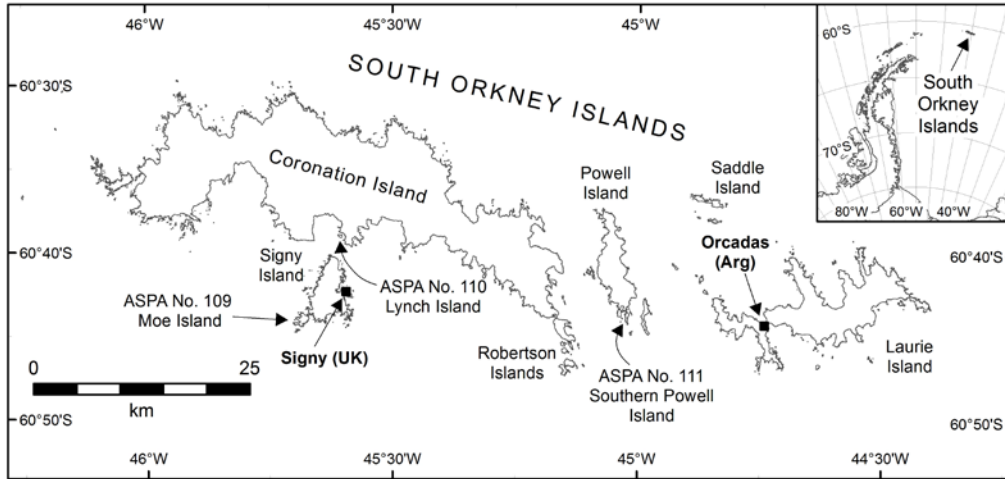 46°W
45°30'W
45°W
60°S
South
Orkney
Islands
70°S
80°W
60°W
40°W
60°30'S
SOUTH ORKNEY ISLANDS
Coronation Island
Powell
Island
Saddle
Island
60°40'S
Signy
Island
Orcadas
(Arg)
60°40'S
ASPA No. 109
Moe Island
ASPA No. 110
Lynch Island
Signy (UK)
Robertson
Islands
ASPA No. 111
Southern Powell
Island
Laurie
Island
0
25
km
60°50'S
60°50'S
46°W
45°30'W
45°W
44°30'W